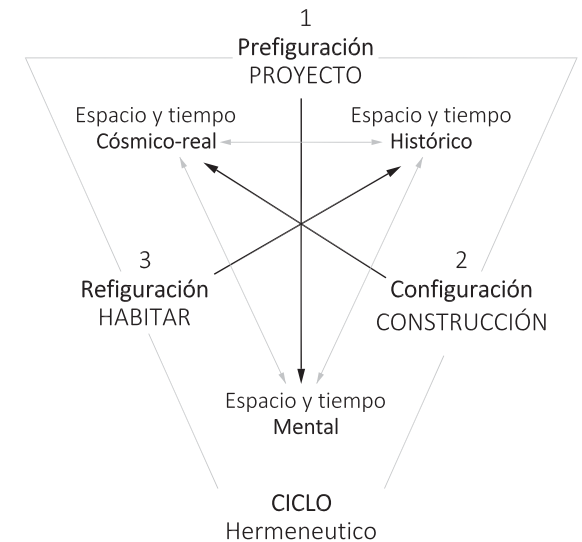 1
Prefiguración
PROYECTO
Espacio y tiempo
Cósmico-real
Espacio y tiempo
Histórico
3
Refiguración
HABITAR
2
Configuración
CONSTRUCCIÓN
Espacio y tiempo
Mental
CICLO
Hermeneutico